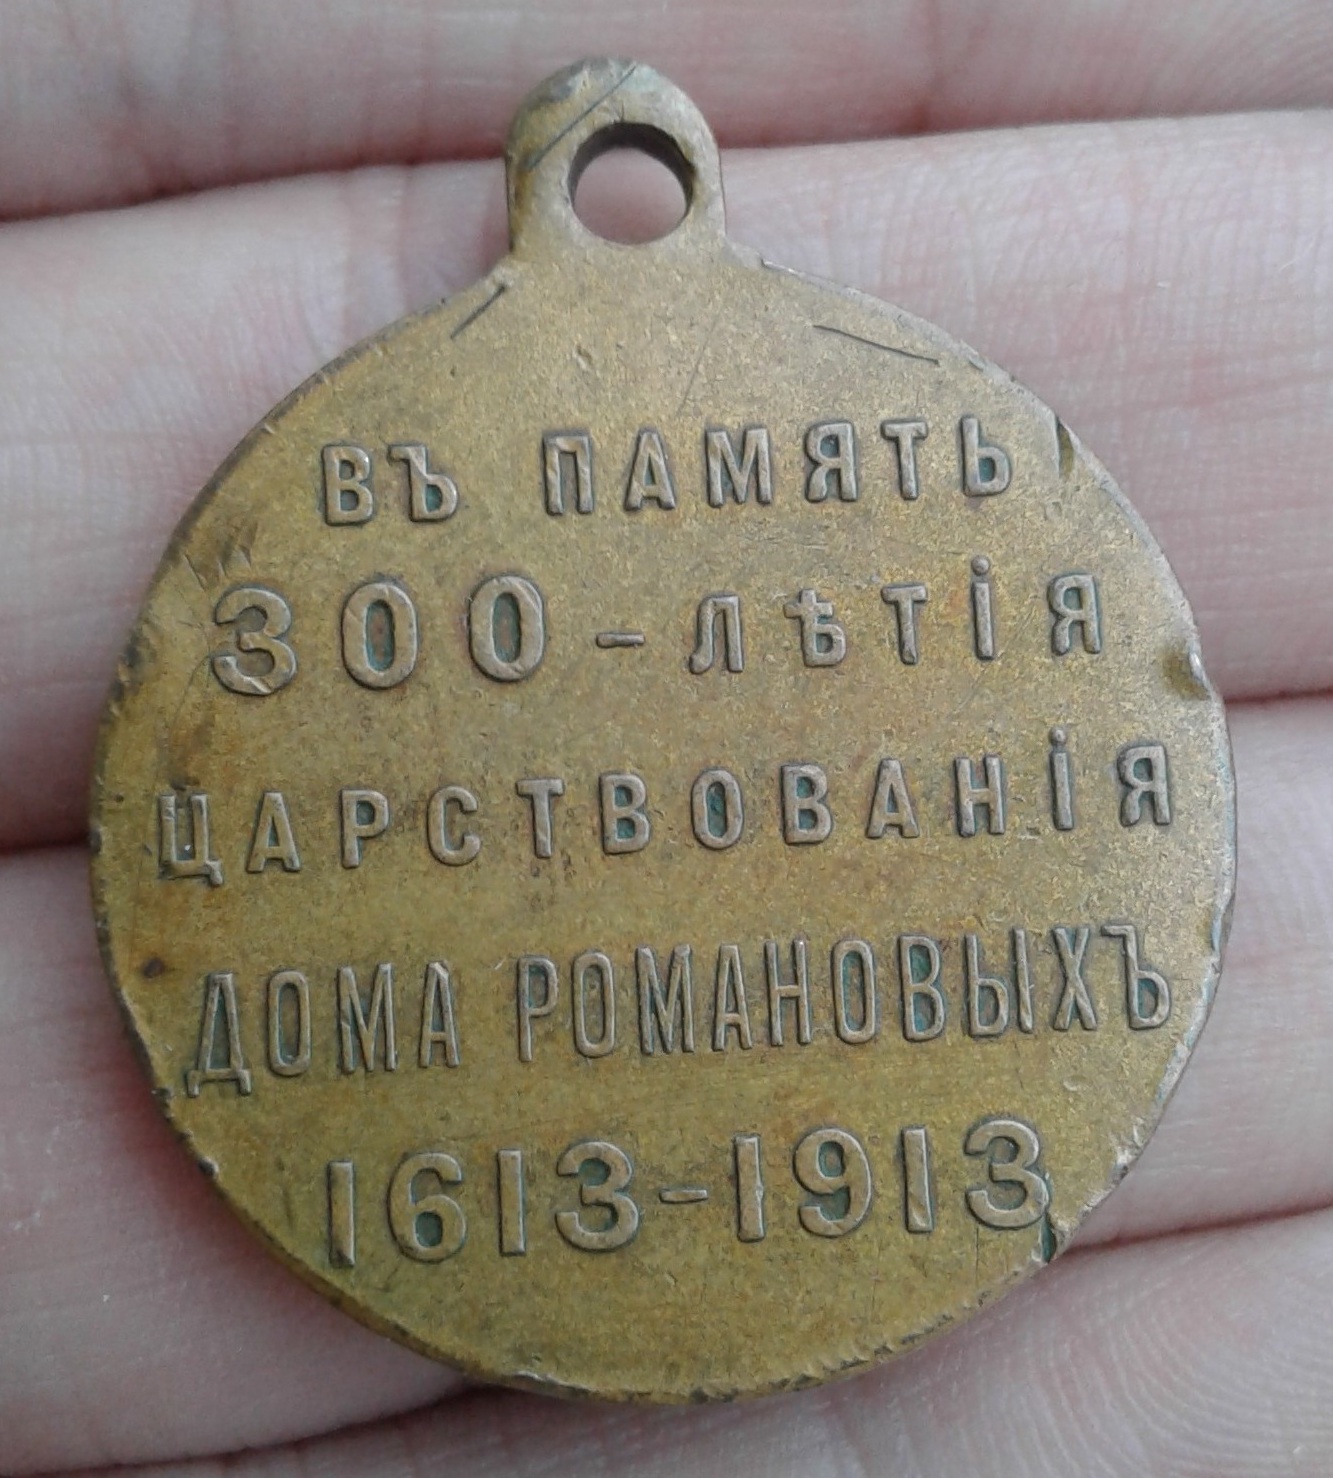 ВЪ ПАМЯТЬ
300-ЛѢТІЯ
ЦАРСТВОВАНІЯ
ДОМА РОМАНОВЫХЪ
1613-1913